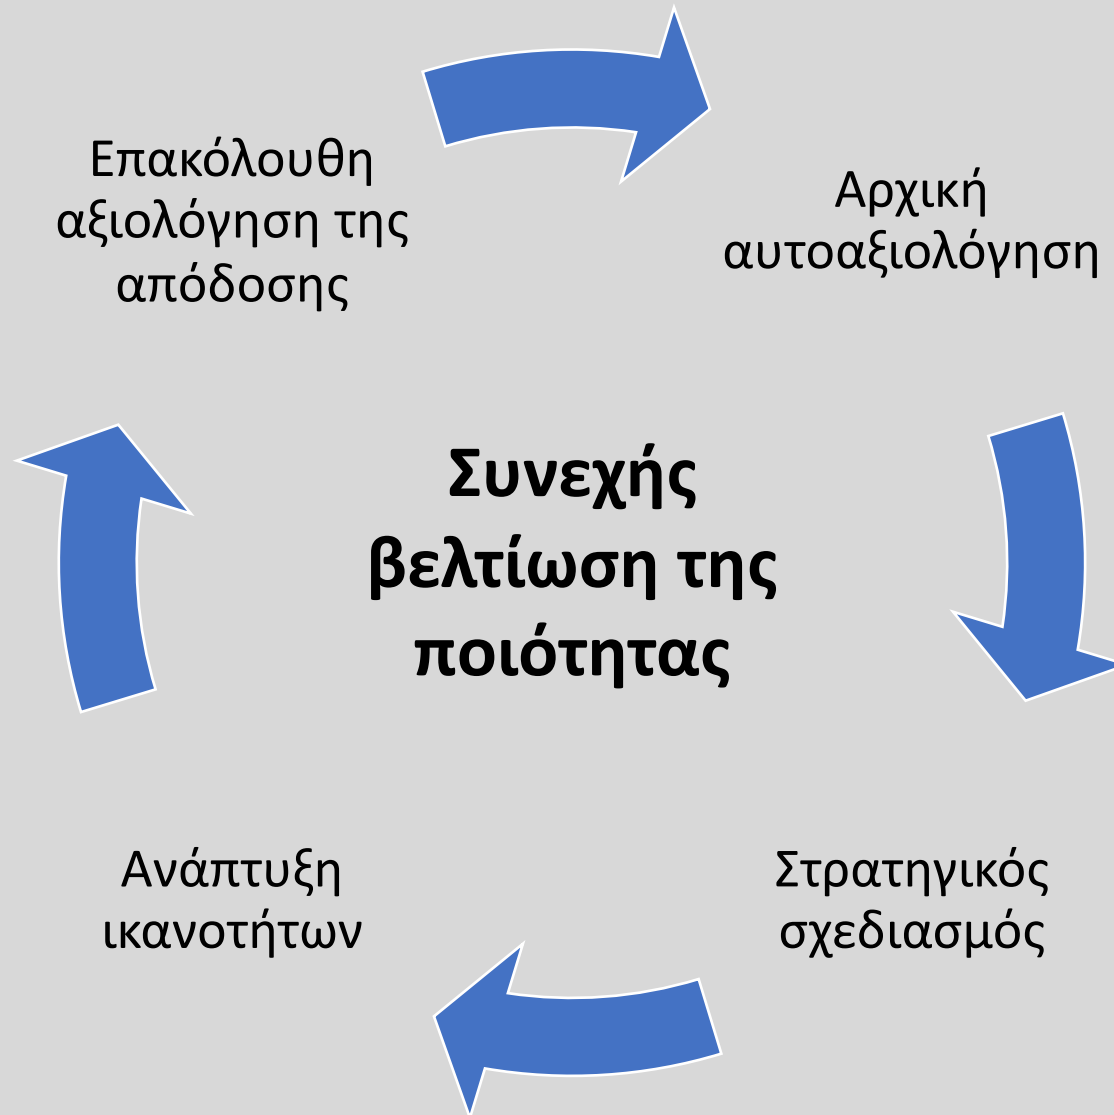 Επακόλουθη
αξιολόγηση της
απόδοσης
Αρχική
αυτοαξιολόγηση
Συνεχής
βελτίωση της
ποιότητας
Ανάπτυξη
ικανοτήτων
Στρατηγικός
σχεδιασμός